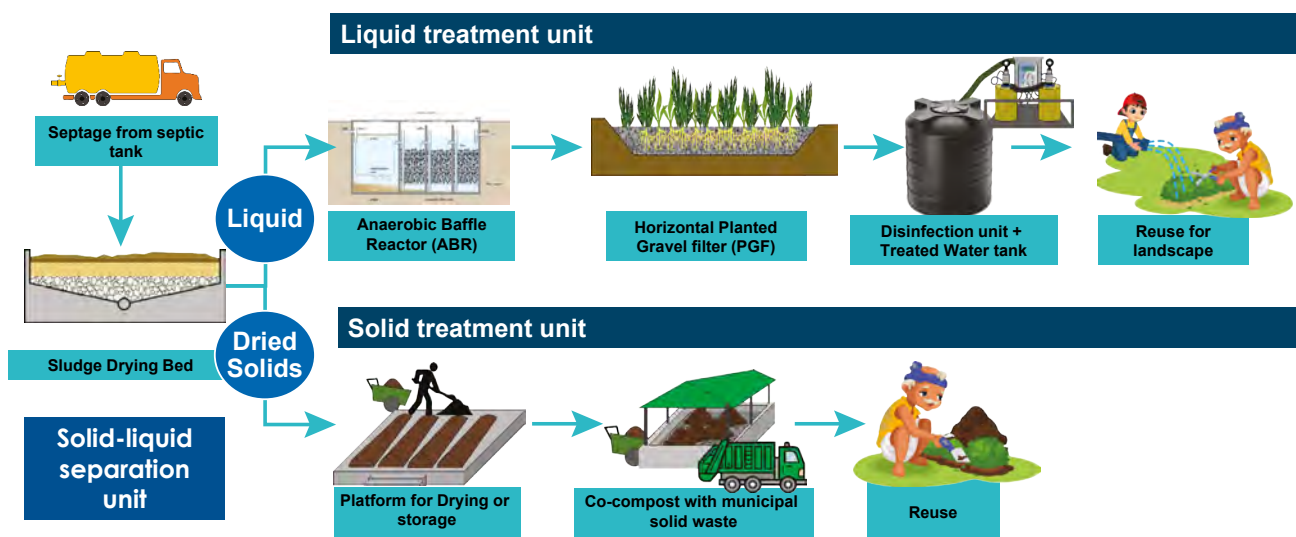 Liquid treatment unit
Septage from septic
tank
Liquid
Anaerobic Baffle
Reactor (ABR)
Horizontal Planted
Gravel filter (PGF)
Disinfection unit +
Treated Water tank
Reuse for
landscape
Sludge Drying Bed
Dried
Solids
Solid-liquid
separation
unit
Solid treatment unit
Platform for Drying or
storage
Co-compost with municipal
solid waste
Reuse